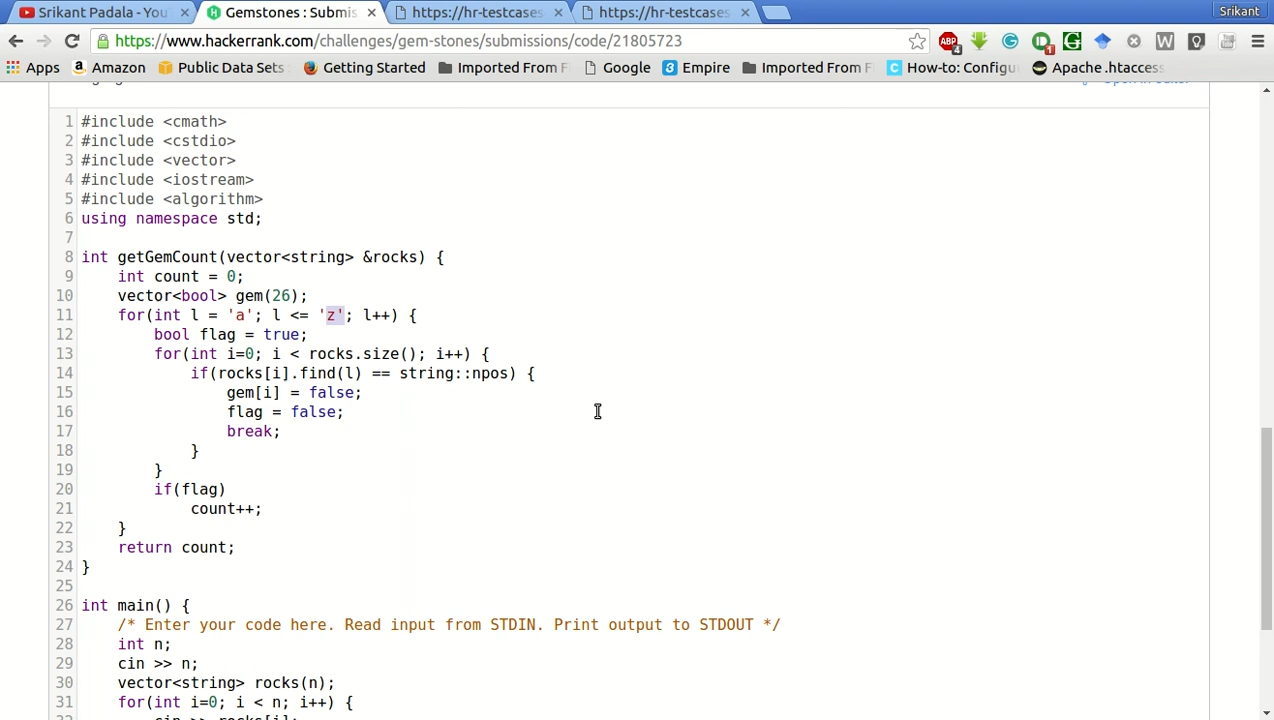 Srikant Padala - You
Gemstones : Submis
https://hr-testcases
https://hr-testcases
Srikant
https://www.hackerrank.com/challenges/gem-stones/submissions/code/21805723
Apps Amazon Public Data Sets Getting Started Imported From F Google Empire Imported From F How-to: Configu Apache .htaccess
1 #include <cmath>
2 #include <cstdio>
3 #include <vector>
4 #include <iostream>
5 #include <algorithm>
6 using namespace std;
7
8 int getGemCount(vector<string> &rocks) {
9 int count = 0;
10 vector<bool> gem(26);
11 for(int l = 'a'; l <= 'z'; l++) {
12 bool flag = true;
13 for(int i=0; i < rocks.size(); i++) {
14 if(rocks[i].find(l) == string::npos) {
15 gem[i] = false;
16 flag = false;
17 break;
18 }
19 }
20 if(flag)
21 count++;
22 }
23 return count;
24 }
25
26 int main() {
27 /* Enter your code here. Read input from STDIN. Print output to STDOUT */
28 int n;
29 cin >> n;
30 vector<string> rocks(n);
31 for(int i=0; i < n; i++) {
cin >> rocks[i];